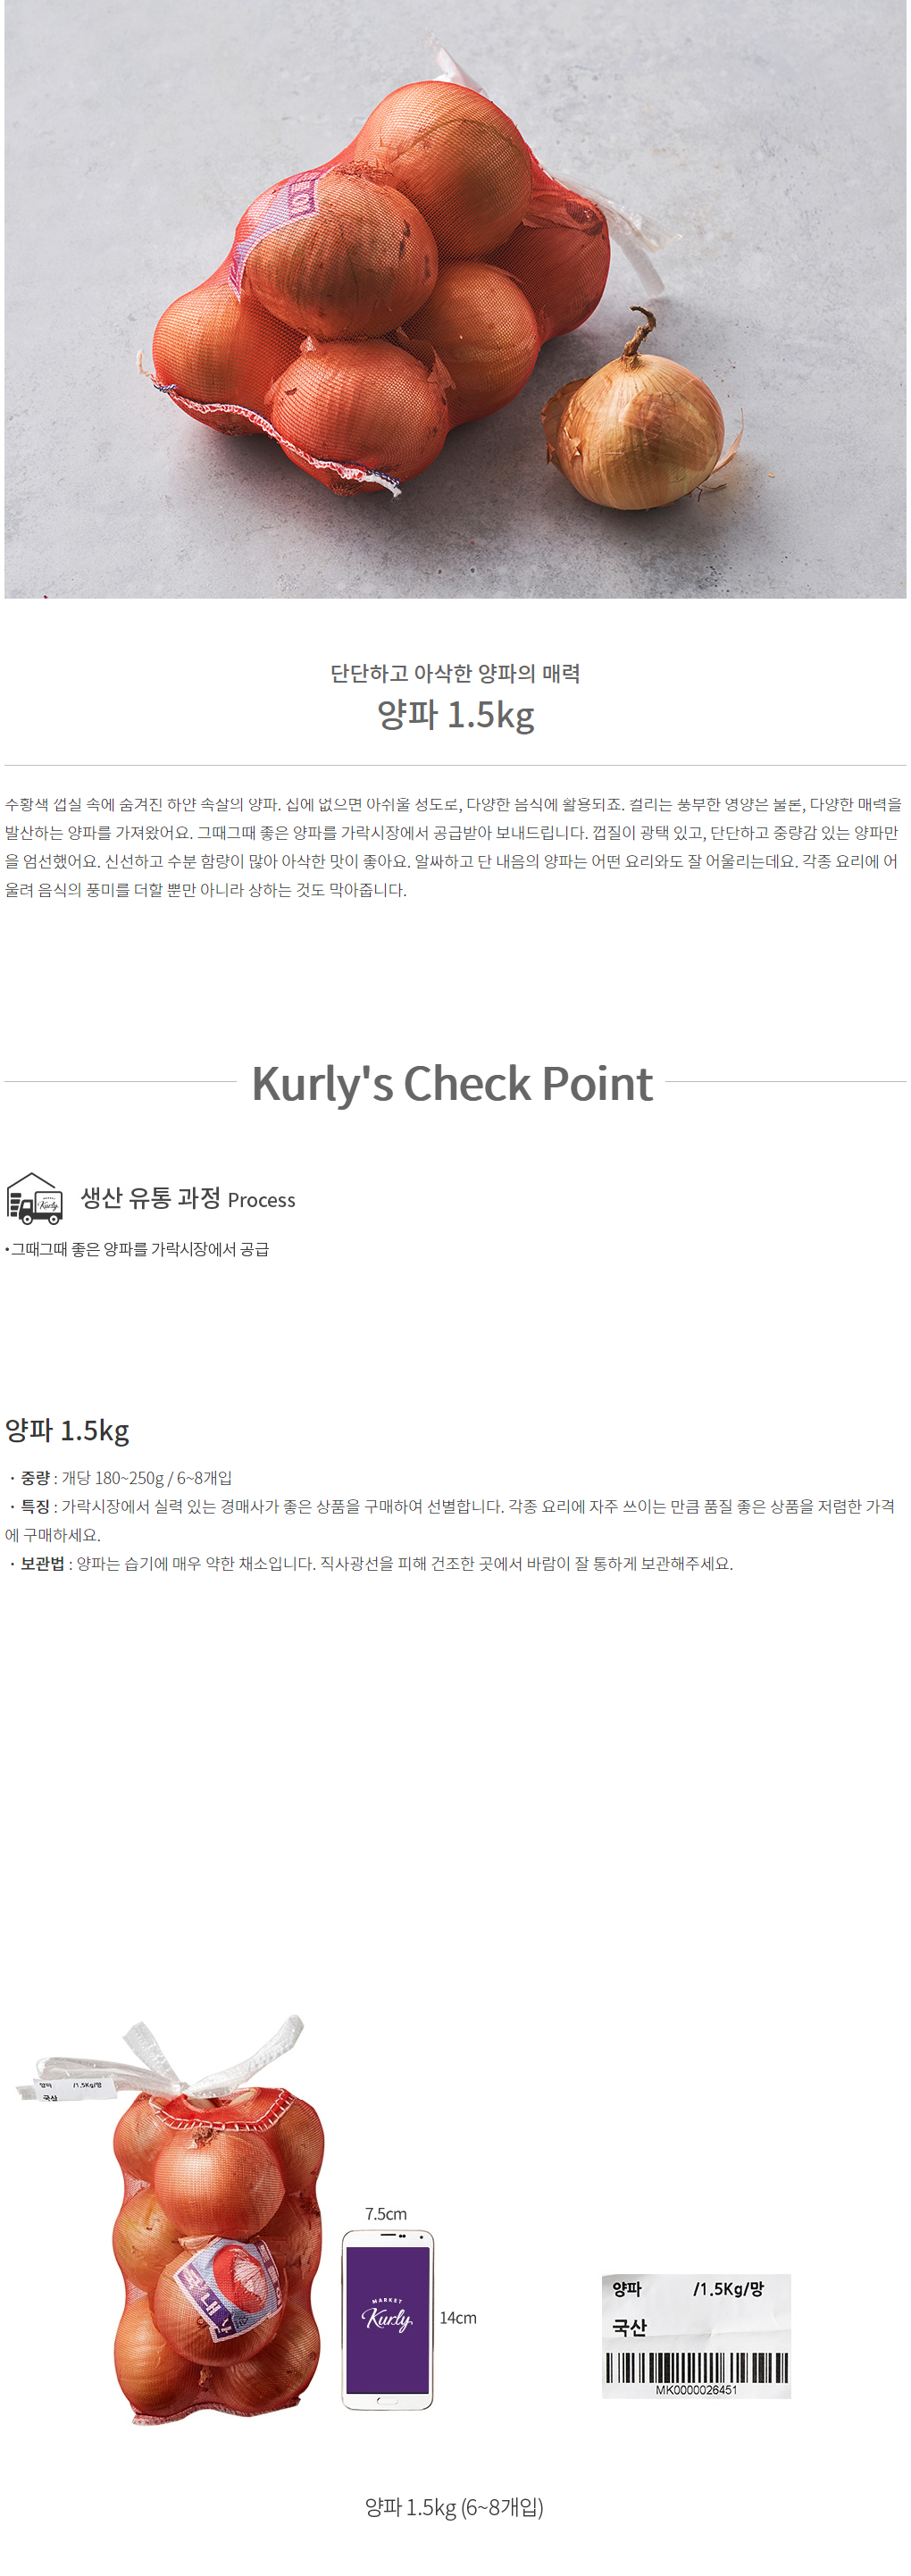 단단하고 아삭한 양파의 매력
양파 1.5kg
주황색 껍질 속에 숨겨진 하얀 속살의 양파. 집에 없으면 아쉬울 정도로, 다양한 음식에 활용되죠. 컬리는 풍부한 영양은 물론, 다양한 매력을
발산하는 양파를 가져왔어요. 그때그때 좋은 양파를 가락시장에서 공급받아 보내드립니다. 껍질이 광택 있고, 단단하고 중량감 있는 양파만
을 엄선했어요. 신선하고 수분 함량이 많아 아삭한 맛이 좋아요. 알싸하고 단 내음의 양파는 어떤 요리와도 잘 어울리는데요. 각종 요리에 어
울려 음식의 풍미를 더할 뿐만 아니라 상하는 것도 막아줍니다.
Kurly's Check Point
Kurly
생산 유통 과정 Process
•그때그때 좋은 양파를 가락시장에서 공급
양파 1.5kg
· 중량 : 개당 180~250g / 6~8개입
· 특징 : 가락시장에서 실력 있는 경매사가 좋은 상품을 구매하여 선별합니다. 각종 요리에 자주 쓰이는 만큼 품질 좋은 상품을 저렴한 가격
에 구매하세요.
· 보관법 : 양파는 습기에 매우 약한 채소입니다. 직사광선을 피해 건조한 곳에서 바람이 잘 통하게 보관해주세요.
양파 /1.5Kg/망
국산
국내산
7.5cm
MARKET
Kurly
14cm
양파 /1.5Kg/망
국산
MK0000026451
양파 1.5kg (6~8개입)